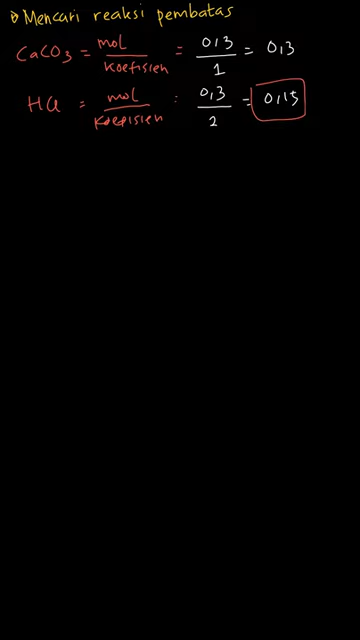 Mencari reaksi pembatas
CaCO3 = mol/koefisien = 0,3/1 = 0,3
HCl = mol/koefisien = 0,3/2 = 0,15